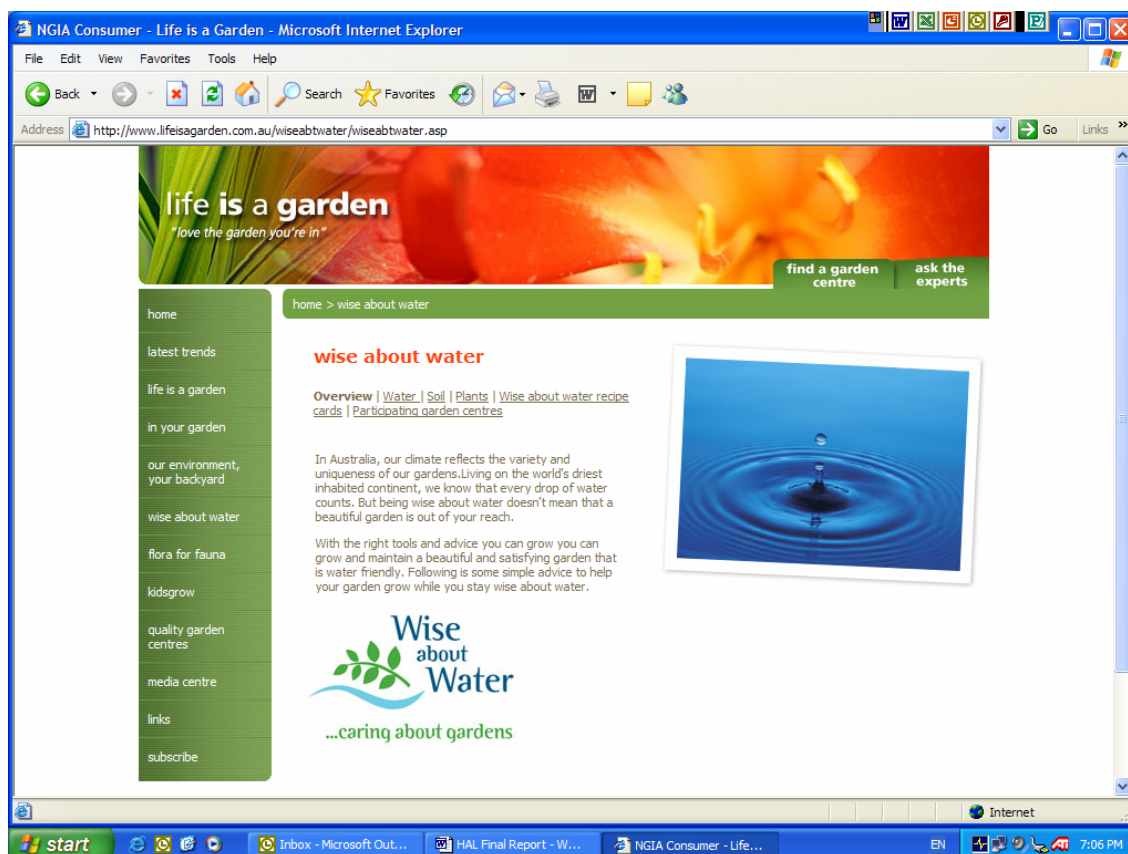 NGIA Consumer - Life is a Garden - Microsoft Internet Explorer
File Edit View Favorites Tools Help
Back Search Favorites
Address http://www.lifeisagarden.com.au/wiseabtwater/wiseabtwater.asp Go Links »
life is a garden
"love the garden you're in"
find a garden
centre
ask the
experts
home > wise about water
home
latest trends
life is a garden
in your garden
our environment,
your backyard
wise about water
flora for fauna
kidsgrow
quality garden
centres
media centre
links
subscribe
wise about water
Overview | Water | Soil | Plants | Wise about water recipe
cards | Participating garden centres
In Australia, our climate reflects the variety and
uniqueness of our gardens.Living on the world's driest
inhabited continent, we know that every drop of water
counts. But being wise about water doesn't mean that a
beautiful garden is out of your reach.
With the right tools and advice you can grow you can
grow and maintain a beautiful and satisfying garden that
is water friendly. Following is some simple advice to help
your garden grow while you stay wise about water.
Wise
about
Water
...caring about gardens
Internet
start Inbox - Microsoft Out... HAL Final Report - W... NGIA Consumer - Life... EN 7:06 PM